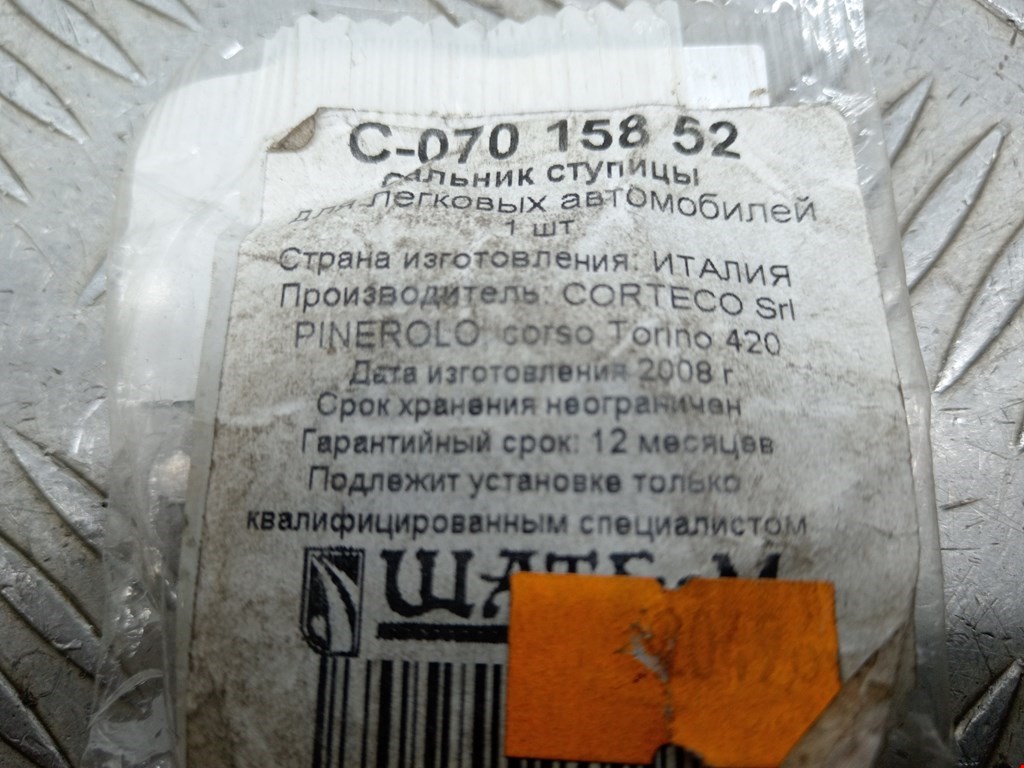 C-070 158 52
сальник ступицы
для легковых автомобилей
1 шт
Страна изготовления: ИТАЛИЯ
Производитель: CORTECO Srl
PINEROLO corso Torino 420
Дата изготовления 2008 г
Срок хранения неограничен
Гарантийный срок: 12 месяцев
Подлежит установке только
квалифицированным специалистом